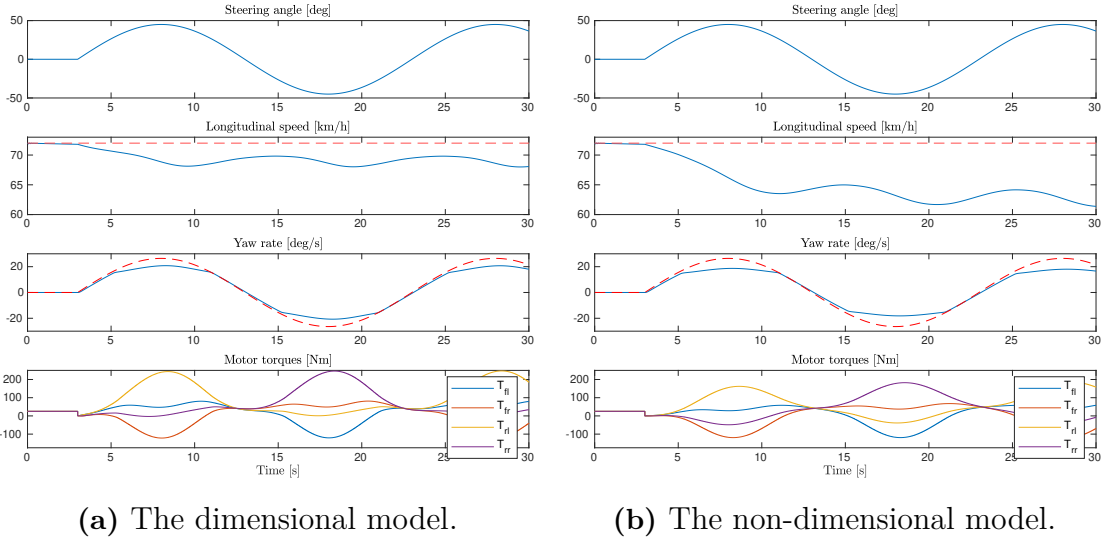 Steering angle [deg]
50
0
-50
0 5 10 15 20 25 30
Longitudinal speed [km/h]
70
65
60
0 5 10 15 20 25 30
Yaw rate [deg/s]
20
0
-20
0 5 10 15 20 25 30
Motor torques [Nm]
200
100
0
-100
T_fl
T_fr
T_rl
T_rr
0 5 10 15 20 25 30
Time [s]
(a) The dimensional model.
Steering angle [deg]
50
0
-50
0 5 10 15 20 25 30
Longitudinal speed [km/h]
70
65
60
0 5 10 15 20 25 30
Yaw rate [deg/s]
20
0
-20
0 5 10 15 20 25 30
Motor torques [Nm]
200
100
0
-100
T_fl
T_fr
T_rl
T_rr
0 5 10 15 20 25 30
Time [s]
(b) The non-dimensional model.